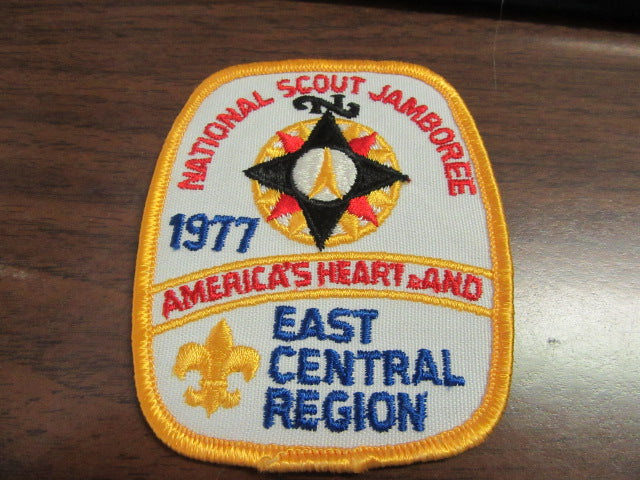 NATIONAL SCOUT JAMBOREE
N
1977
AMERICA'S HEARTLAND
EAST
CENTRAL
REGION